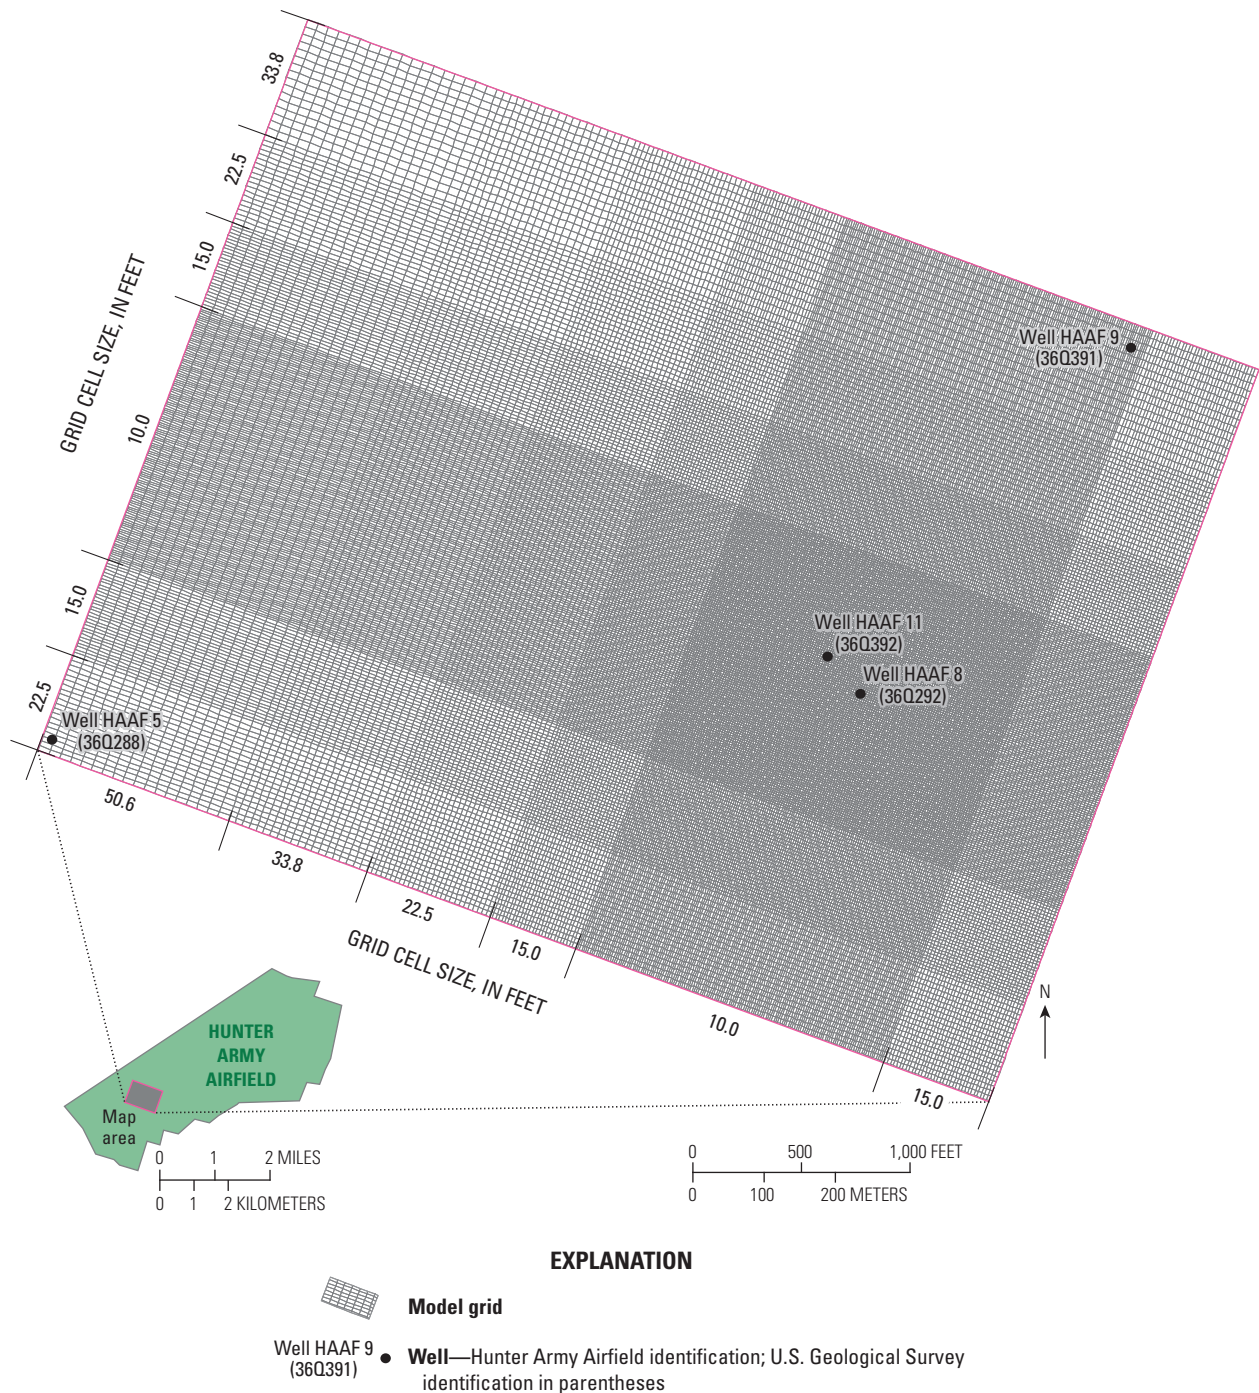 33.8
22.5
15.0
10.0
15.0
22.5
GRID CELL SIZE, IN FEET
Well HAAF 9
(36Q391)
Well HAAF 11
(36Q392)
Well HAAF 8
(36Q292)
Well HAAF 5
(36Q288)
50.6
33.8
22.5
15.0
10.0
15.0
GRID CELL SIZE, IN FEET
N
HUNTER
ARMY
AIRFIELD
Map
area
0 1 2 MILES
0 1 2 KILOMETERS
0 500 1,000 FEET
0 100 200 METERS
EXPLANATION
Model grid
Well HAAF 9
(36Q391)
Well—Hunter Army Airfield identification; U.S. Geological Survey
identification in parentheses